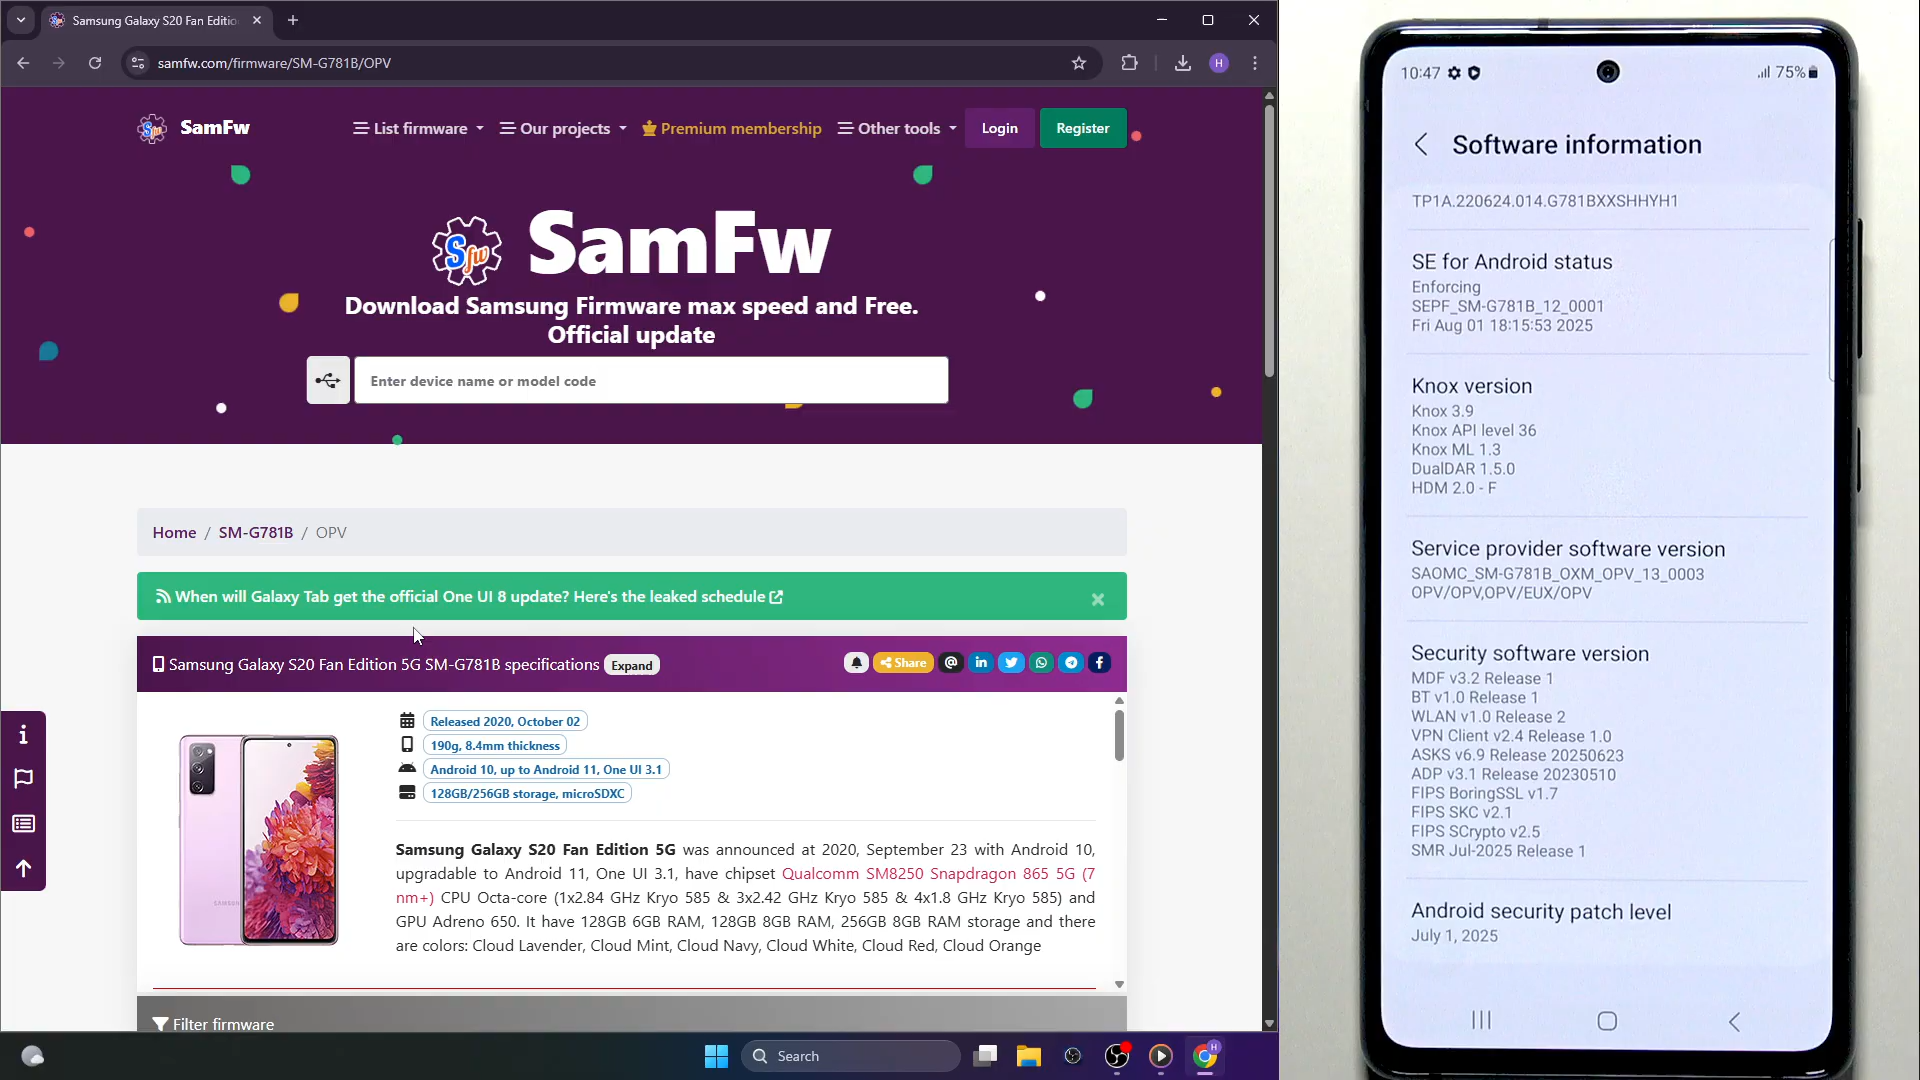 Samsung Galaxy S20 Fan Editio
samfw.com/firmware/SM-G781B/OPV
H
SamFw
List firmware
Our projects
Premium membership
Other tools
Login
Register
Sfw SamFw
Download Samsung Firmware max speed and Free.
Official update
Enter device name or model code
Home / SM-G781B / OPV
When will Galaxy Tab get the official One UI 8 update? Here's the leaked schedule
Samsung Galaxy S20 Fan Edition 5G SM-G781B specifications Expand
Share
Released 2020, October 02
190g, 8.4mm thickness
Android 10, up to Android 11, One UI 3.1
128GB/256GB storage, microSDXC
Samsung Galaxy S20 Fan Edition 5G was announced at 2020, September 23 with Android 10,
upgradable to Android 11, One UI 3.1, have chipset Qualcomm SM8250 Snapdragon 865 5G (7
nm+) CPU Octa-core (1x2.84 GHz Kryo 585 & 3x2.42 GHz Kryo 585 & 4x1.8 GHz Kryo 585) and
GPU Adreno 650. It have 128GB 6GB RAM, 128GB 8GB RAM, 256GB 8GB RAM storage and there
are colors: Cloud Lavender, Cloud Mint, Cloud Navy, Cloud White, Cloud Red, Cloud Orange
SAMSUNG
Filter firmware
Search
H
10:47
75%
Software information
TP1A.220624.014.G781BXXSHHYH1
SE for Android status
Enforcing
SEPF_SM-G781B_12_0001
Fri Aug 01 18:15:53 2025
Knox version
Knox 3.9
Knox API level 36
Knox ML 1.3
DualDAR 1.5.0
HDM 2.0 - F
Service provider software version
SAOMC_SM-G781B_OXM_OPV_13_0003
OPV/OPV,OPV/EUX/OPV
Security software version
MDF v3.2 Release 1
BT v1.0 Release 1
WLAN v1.0 Release 2
VPN Client v2.4 Release 1.0
ASKS v6.9 Release 20250623
ADP v3.1 Release 20230510
FIPS BoringSSL v1.7
FIPS SKC v2.1
FIPS SCrypto v2.5
SMR Jul-2025 Release 1
Android security patch level
July 1, 2025